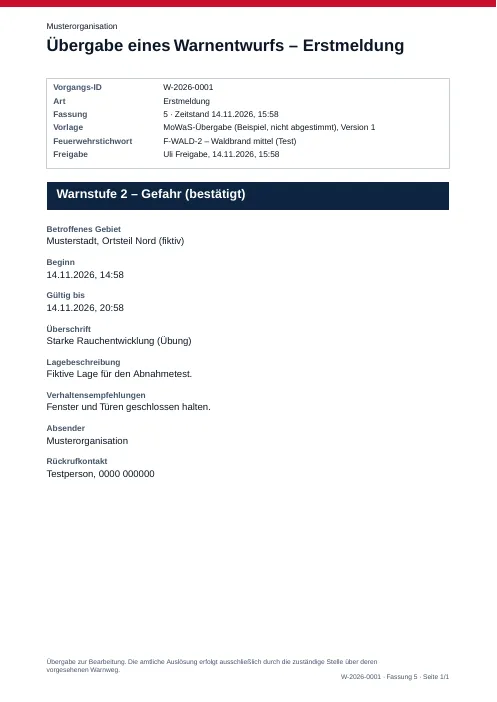 Musterorganisation
Übergabe eines Warnentwurfs – Erstmeldung
Vorgangs-ID W-2026-0001
Art Erstmeldung
Fassung 5 · Zeitstand 14.11.2026, 15:58
Vorlage MoWaS-Übergabe (Beispiel, nicht abgestimmt), Version 1
Feuerwehrstichwort F-WALD-2 – Waldbrand mittel (Test)
Freigabe Uli Freigabe, 14.11.2026, 15:58
Warnstufe 2 – Gefahr (bestätigt)
Betroffenes Gebiet
Musterstadt, Ortsteil Nord (fiktiv)
Beginn
14.11.2026, 14:58
Gültig bis
14.11.2026, 20:58
Überschrift
Starke Rauchentwicklung (Übung)
Lagebeschreibung
Fiktive Lage für den Abnahmetest.
Verhaltensempfehlungen
Fenster und Türen geschlossen halten.
Absender
Musterorganisation
Rückrufkontakt
Testperson, 0000 000000
Übergabe zur Bearbeitung. Die amtliche Auslösung erfolgt ausschließlich durch die zuständige Stelle über deren
vorgesehenen Warnweg.
W-2026-0001 · Fassung 5 · Seite 1/1